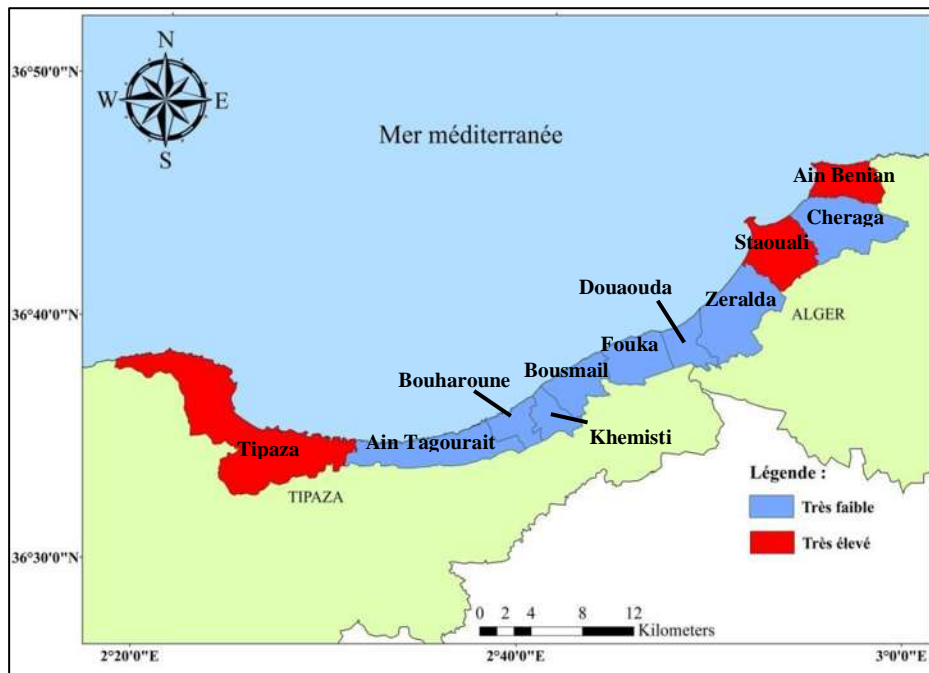 36°50'0"N
N
W E
S
Mer méditerranée
Ain Benian
Cheraga
Staouali
Douaouda
Zeralda
36°40'0"N
ALGER
Fouka
Bousmail
Bouharoune
Khemisti
Ain Tagourait
Tipaza
TIPAZA
Légende :
Très faible
Très élevé
36°30'0"N
0 2 4 8 12
Kilometers
2°20'0"E 2°40'0"E 3°0'0"E